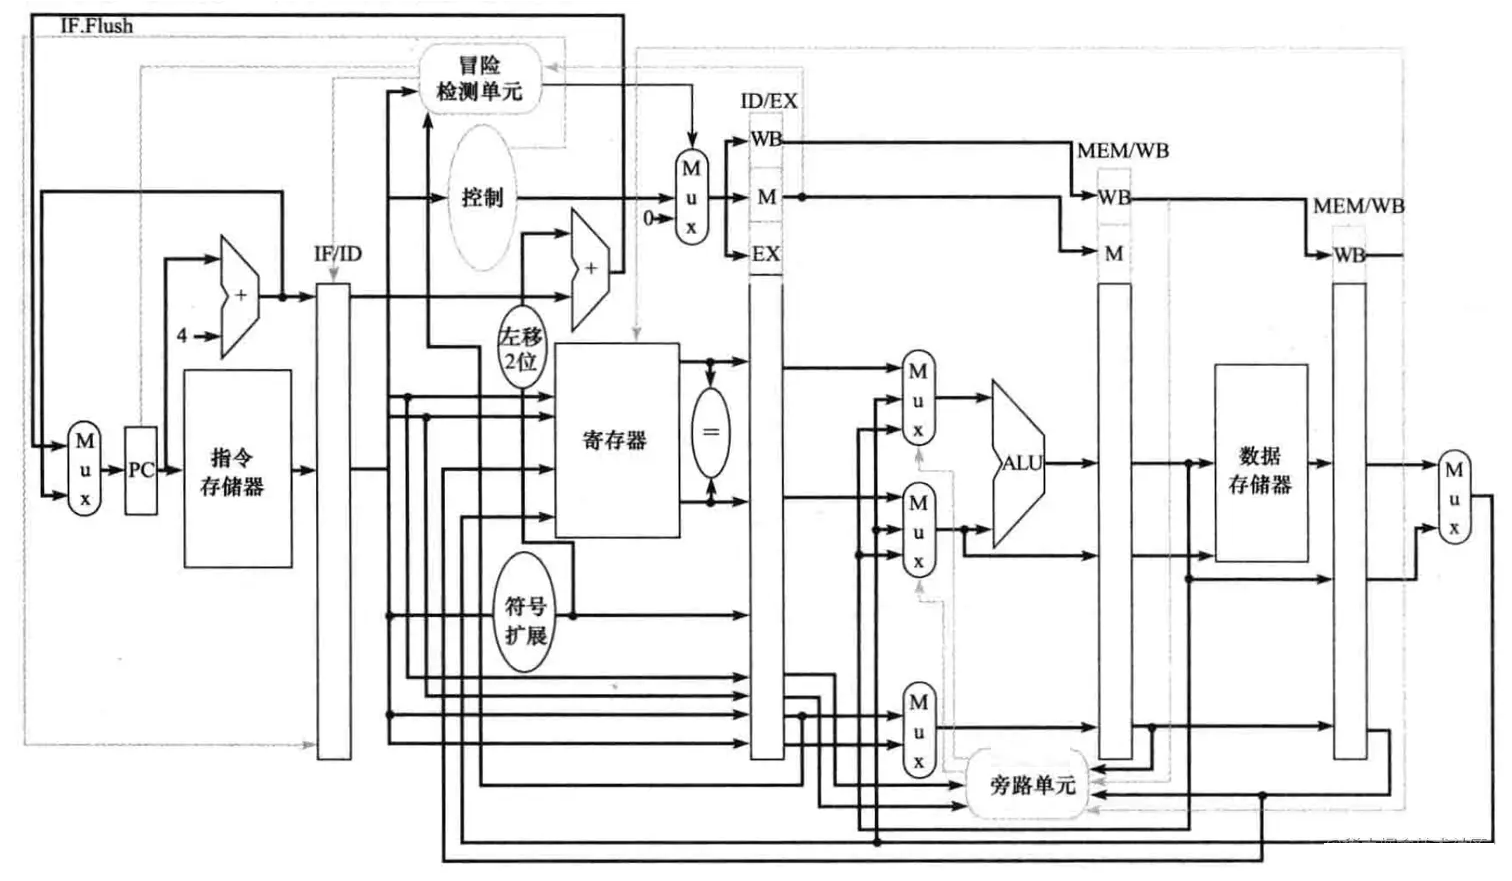 IF.Flush
冒险
检测单元
ID/EX
WB
MEM/WB
M
u
x
控制
M
WB
MEM/WB
0
EX
M
WB
IF/ID
+
+
4
左移
2位
M
u
x
寄存器
=
M
u
x
PC
指令
存储器
ALU
数据
存储器
M
u
x
M
u
x
符号
扩展
M
u
x
旁路单元